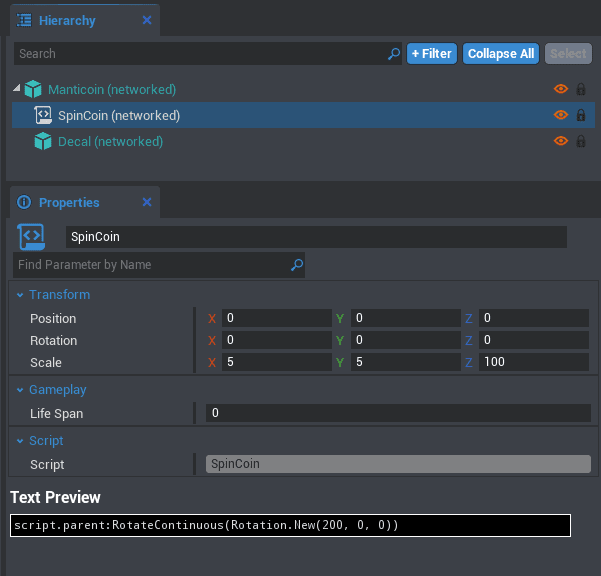 Hierarchy
Search + Filter Collapse All Select
Manticoin (networked)
SpinCoin (networked)
Decal (networked)
Properties
SpinCoin
Find Parameter by Name
Transform
Position X 0 Y 0 Z 0
Rotation X 0 Y 0 Z 0
Scale X 5 Y 5 Z 100
Gameplay
Life Span 0
Script
Script SpinCoin
Text Preview
script.parent:RotateContinuous(Rotation.New(200, 0, 0))